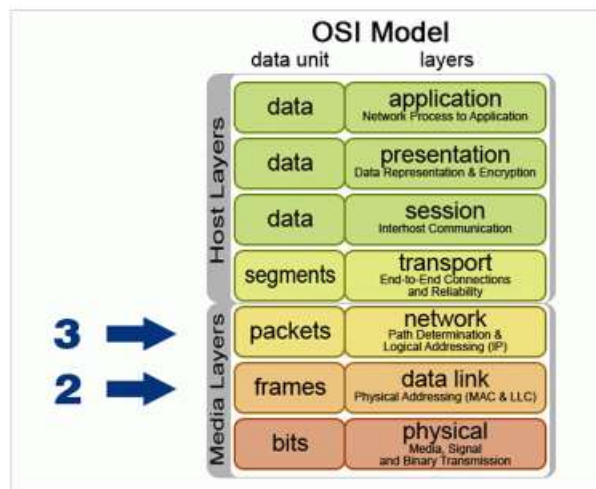 OSI Model
data unit layers
Host Layers
data application
Network Process to Application
data presentation
Data Representation & Encryption
data session
Interhost Communication
segments transport
End-to-End Connections
and Reliability
Media Layers
3 packets network
Path Determination &
Logical Addressing (IP)
2 frames data link
Physical Addressing (MAC & LLC)
bits physical
Media, Signal
and Binary Transmission